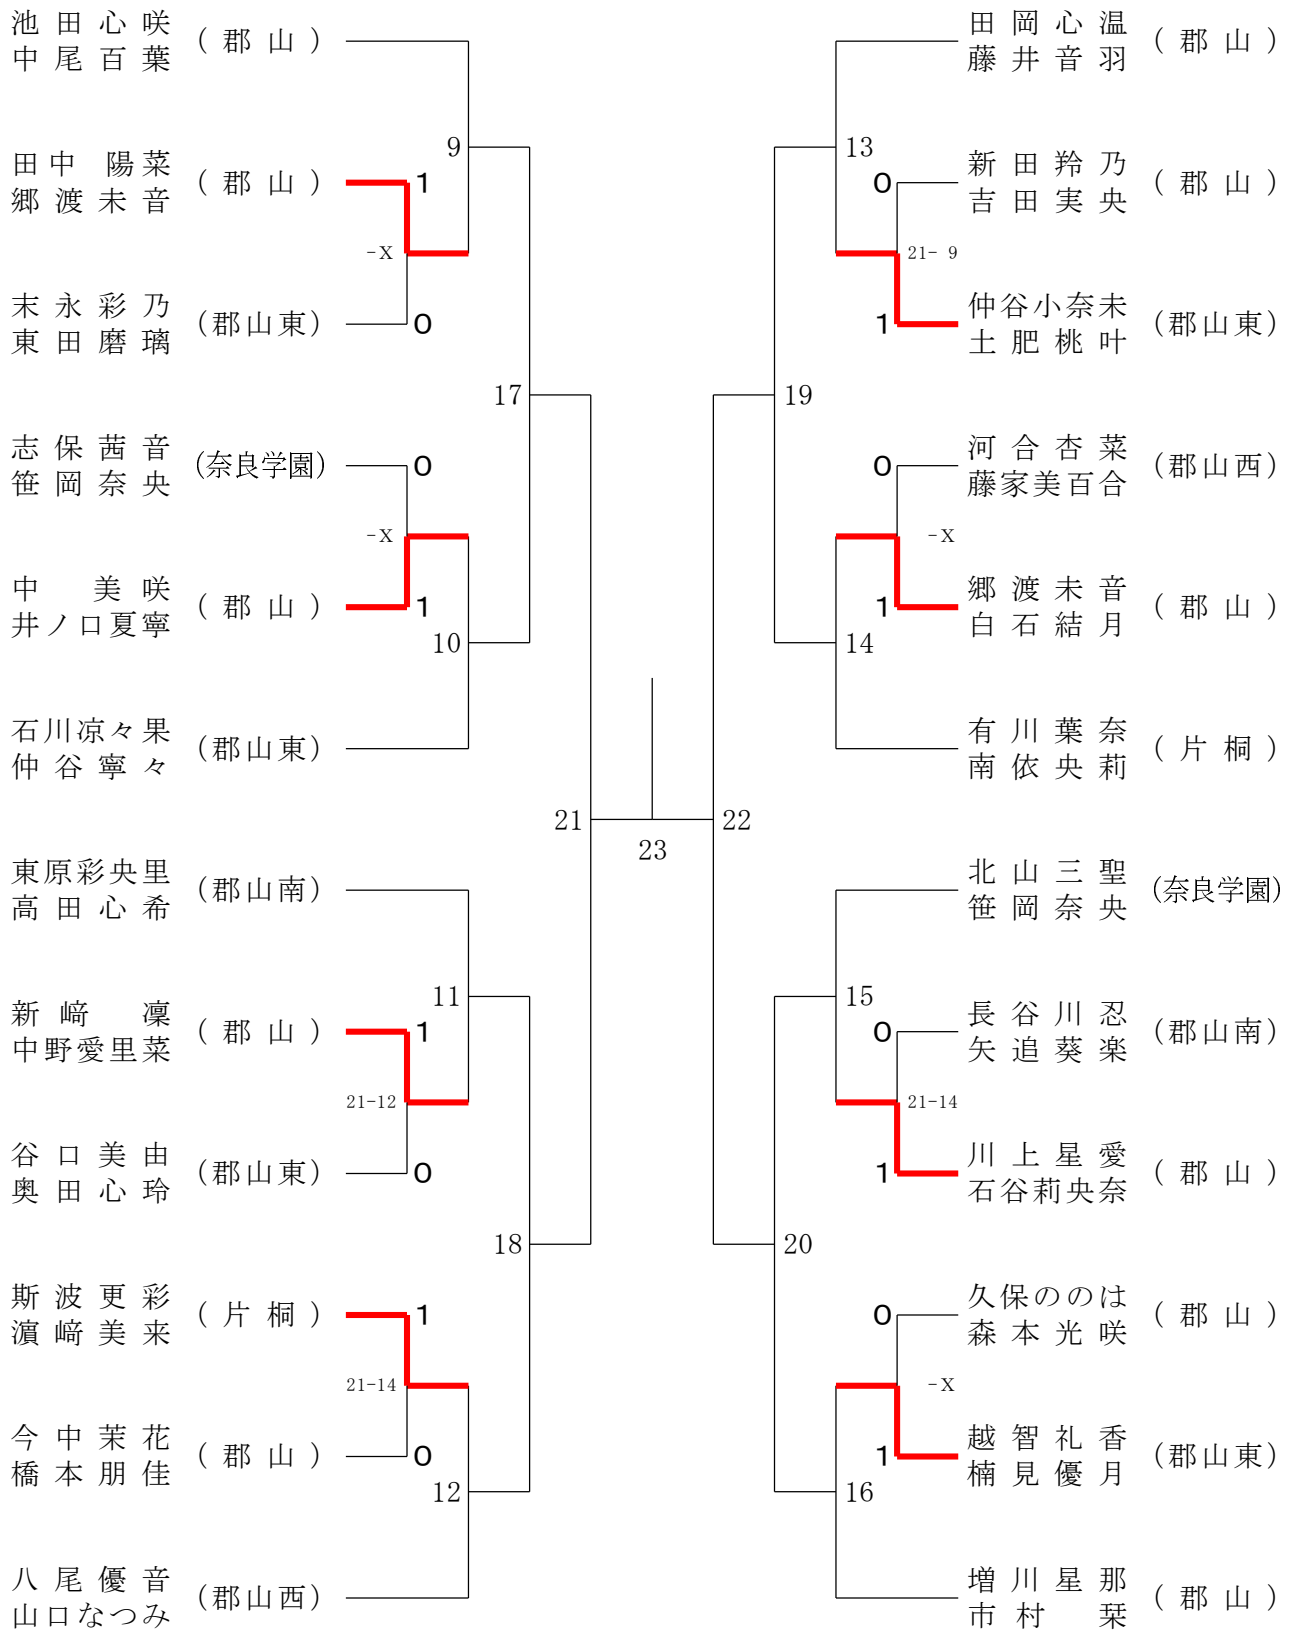 池田心咲
中尾百葉
(郡山)
田中 陽菜
郷渡未音
(郡山)
1
9
-X
末永彩乃
東田磨璃
(郡山東)
0
17
志保茜音
笹岡奈央
(奈良学園)
0
-X
中 美咲
井ノ口夏寧
(郡山)
1
10
石川凉々果
仲谷寧々
(郡山東)
21
東原彩央里
高田心希
(郡山南)
11
新﨑 凜
中野愛里菜
(郡山)
1
21-12
谷口美由
奥田心玲
(郡山東)
0
18
斯波更彩
濵﨑美来
(片桐)
1
21-14
今中茉花
橋本朋佳
(郡山)
0
12
八尾優音
山口なつみ
(郡山西)
23
田岡心温
藤井音羽
(郡山)
13
0
新田羚乃
吉田実央
(郡山)
21- 9
1
仲谷小奈未
土肥桃叶
(郡山東)
19
0
河合杏菜
藤家美百合
(郡山西)
-X
1
郷渡未音
白石結月
(郡山)
14
有川葉奈
南依央莉
(片桐)
22
北山三聖
笹岡奈央
(奈良学園)
15
0
長谷川忍
矢追葵楽
(郡山南)
21-14
1
川上星愛
石谷莉央奈
(郡山)
20
0
久保ののは
森本光咲
(郡山)
-X
1
越智礼香
楠見優月
(郡山東)
16
増川星那
市村 栞
(郡山)